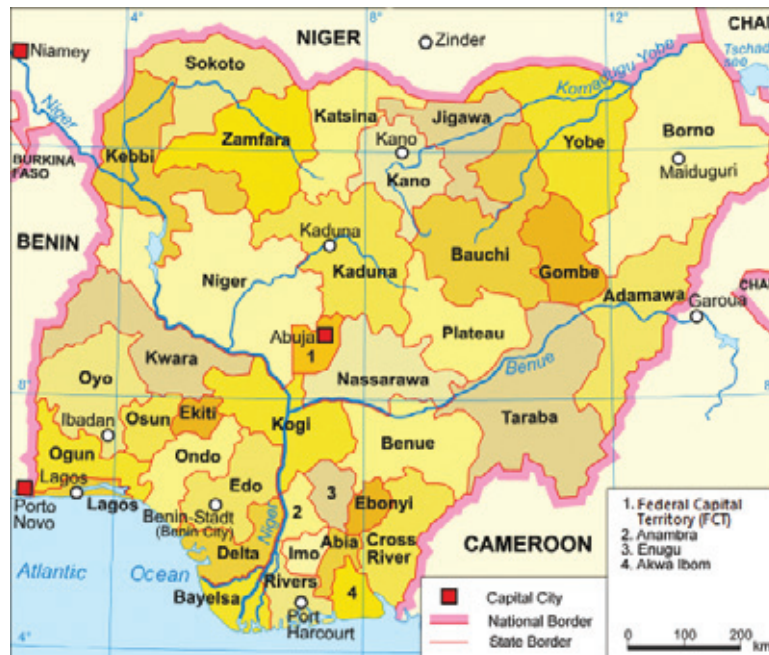 4°
8°
12°
NIGER
Zinder
CHAD
Niamey
Sokoto
Komadugu Yobe
Tschad
see
Niger
Katsina
Jigawa
Zamfara
Yobe
Borno
Kebbi
Kano
Kano
Maiduguri
BURKINA
FASO
BENIN
Kaduna
Bauchi
Niger
Kaduna
Gombe
CHA
Adamawa
Garoua
Abuja
1
Plateau
Kwara
Nassarawa
Benue
Oyo
8°
8°
Taraba
Ibadan
Osun
Ekiti
Kogi
Benue
Ogun
Ondo
Lagos
Lagos
Edo
2
3
Ebonyi
Porto
Novo
Benin-Stadt
(Benin City)
Niger
Abia
Cross
River
Imo
CAMEROON
Delta
Atlantic Ocean
Bayelsa
Rivers
4
Port
Harcourt
4°
1. Federal Capital
Territory (FCT)
2. Anambra
3. Enugu
4. Akwa Ibom
Capital City
National Border
State Border
0 100 200
km